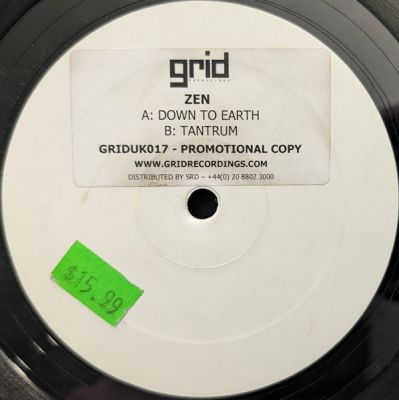 grid
RECORDINGS
ZEN
A: DOWN TO EARTH
B: TANTRUM
GRIDUK017 - PROMOTIONAL COPY
WWW.GRIDRECORDINGS.COM
DISTRIBUTED BY SRD – +44(0) 20 8802 3000
$15.99